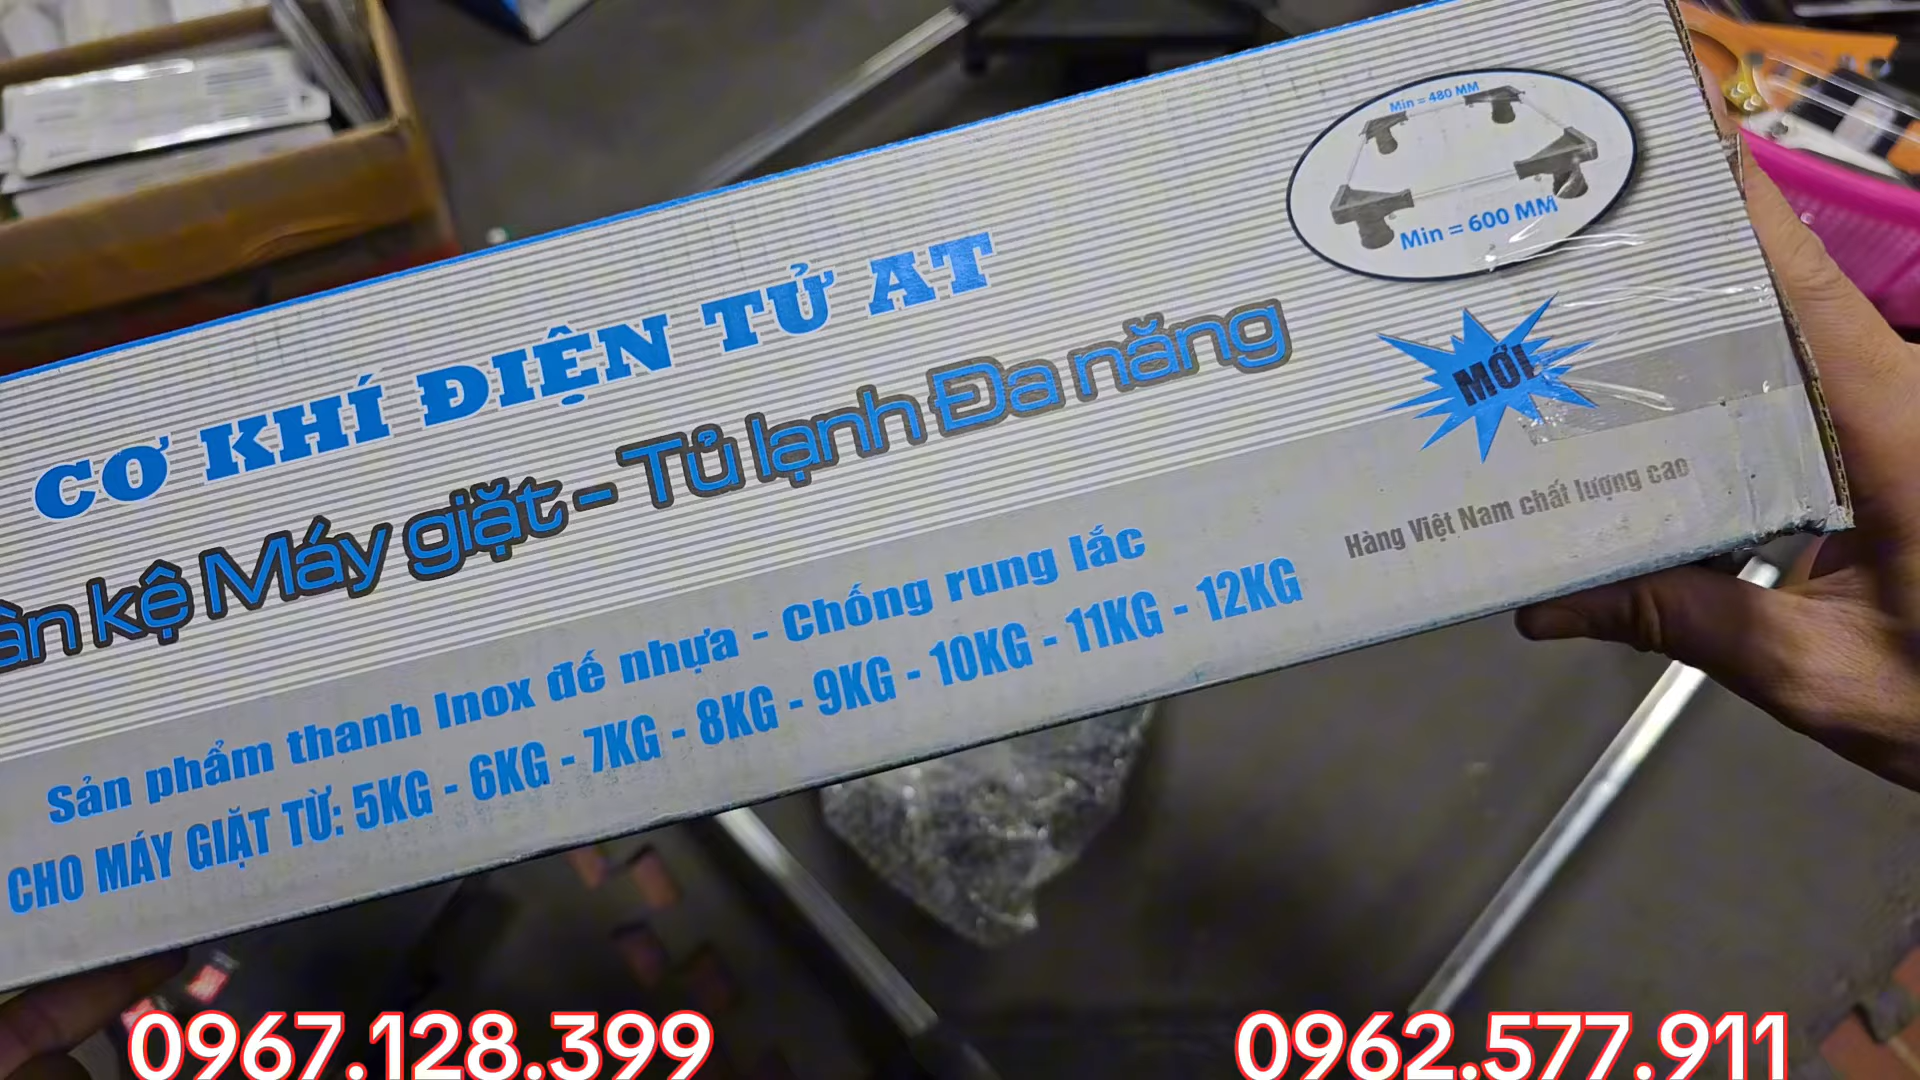 Min = 480 MM
Min = 600 MM
CƠ KHÍ ĐIỆN TỬ AT
kệ Máy giặt - Tủ lạnh Đa năng
MỚI
Hàng Việt Nam chất lượng cao
Sản phẩm thanh Inox đế nhựa - Chống rung lắc
CHO MÁY GIẶT TỪ: 5KG - 6KG - 7KG - 8KG - 9KG - 10KG - 11KG - 12KG
0967.128.399
0962.577.911